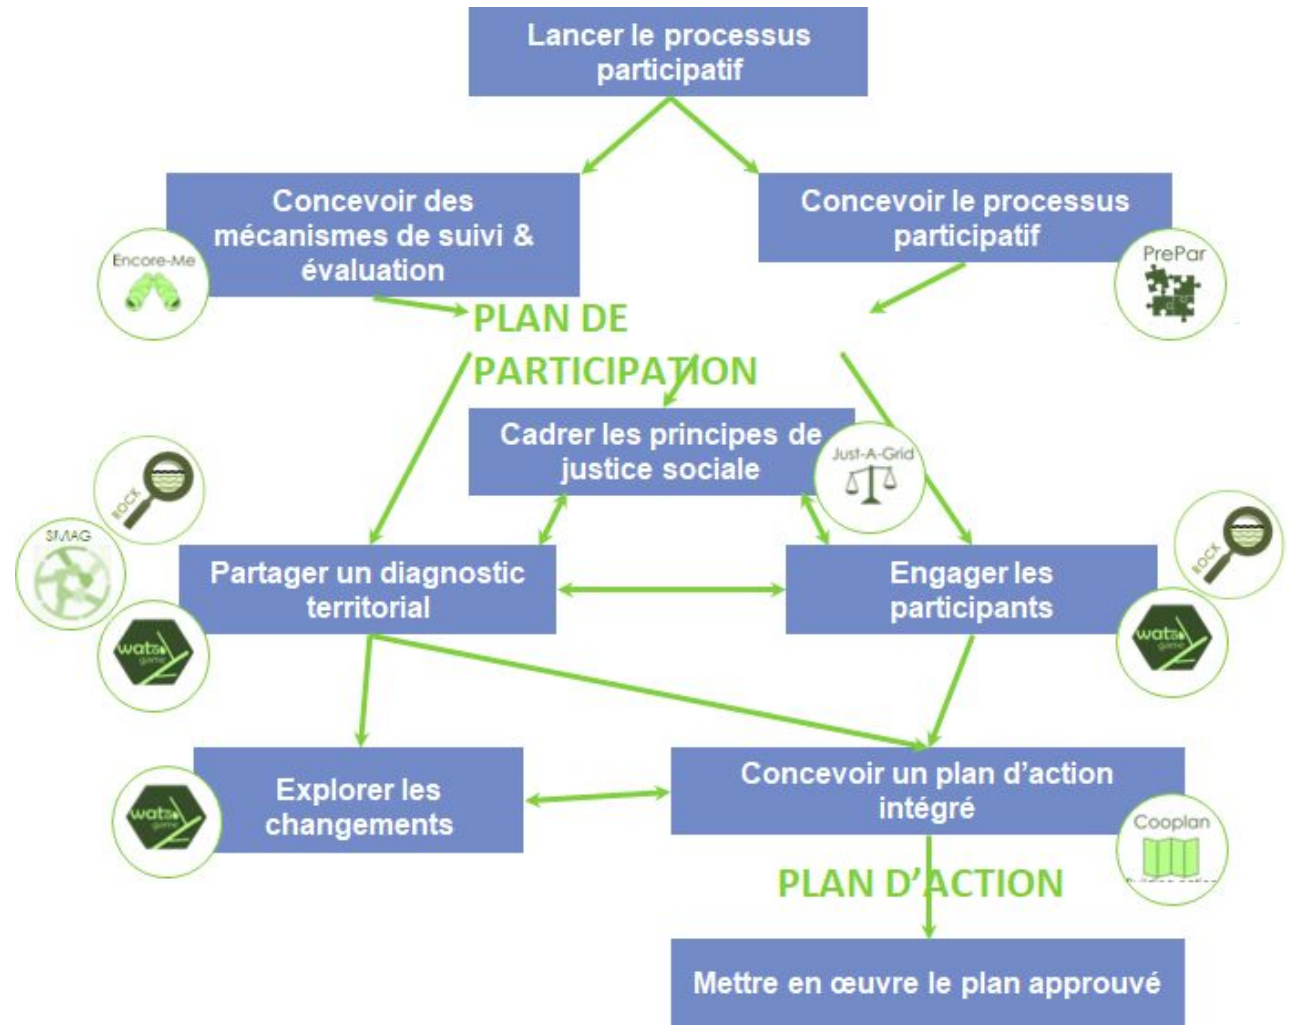 Lancer le processus
participatif
Concevoir des
mécanismes de suivi &
évaluation
Concevoir le processus
participatif
Encore-Me
PrePar
PLAN DE
PARTICIPATION
Cadrer les principes de
justice sociale
Just-A-Grid
ROCK
SMAG
Partager un diagnostic
territorial
Engager les
participants
ROCK
wat
game
wat
game
Explorer les
changements
wat
game
Concevoir un plan d’action
intégré
Cooplan
PLAN D’ACTION
Mettre en œuvre le plan approuvé